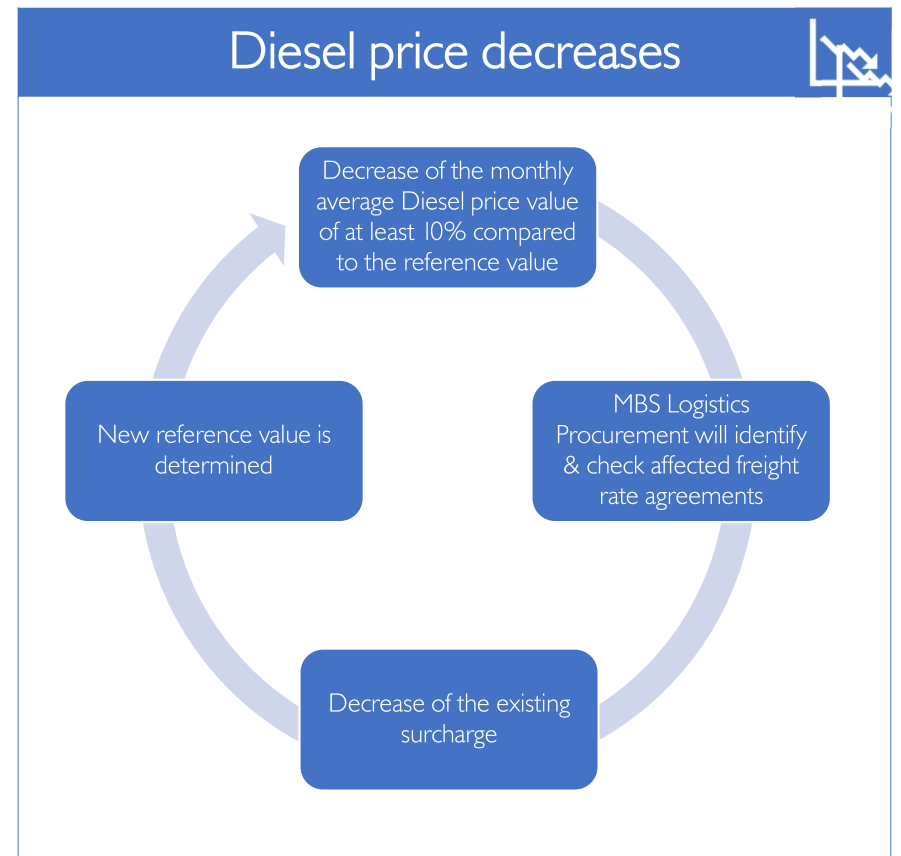 Diesel price decreases
Decrease of the monthly
average Diesel price value
of at least 10% compared
to the reference value
MBS Logistics
Procurement will identify
& check affected freight
rate agreements
Decrease of the existing
surcharge
New reference value is
determined